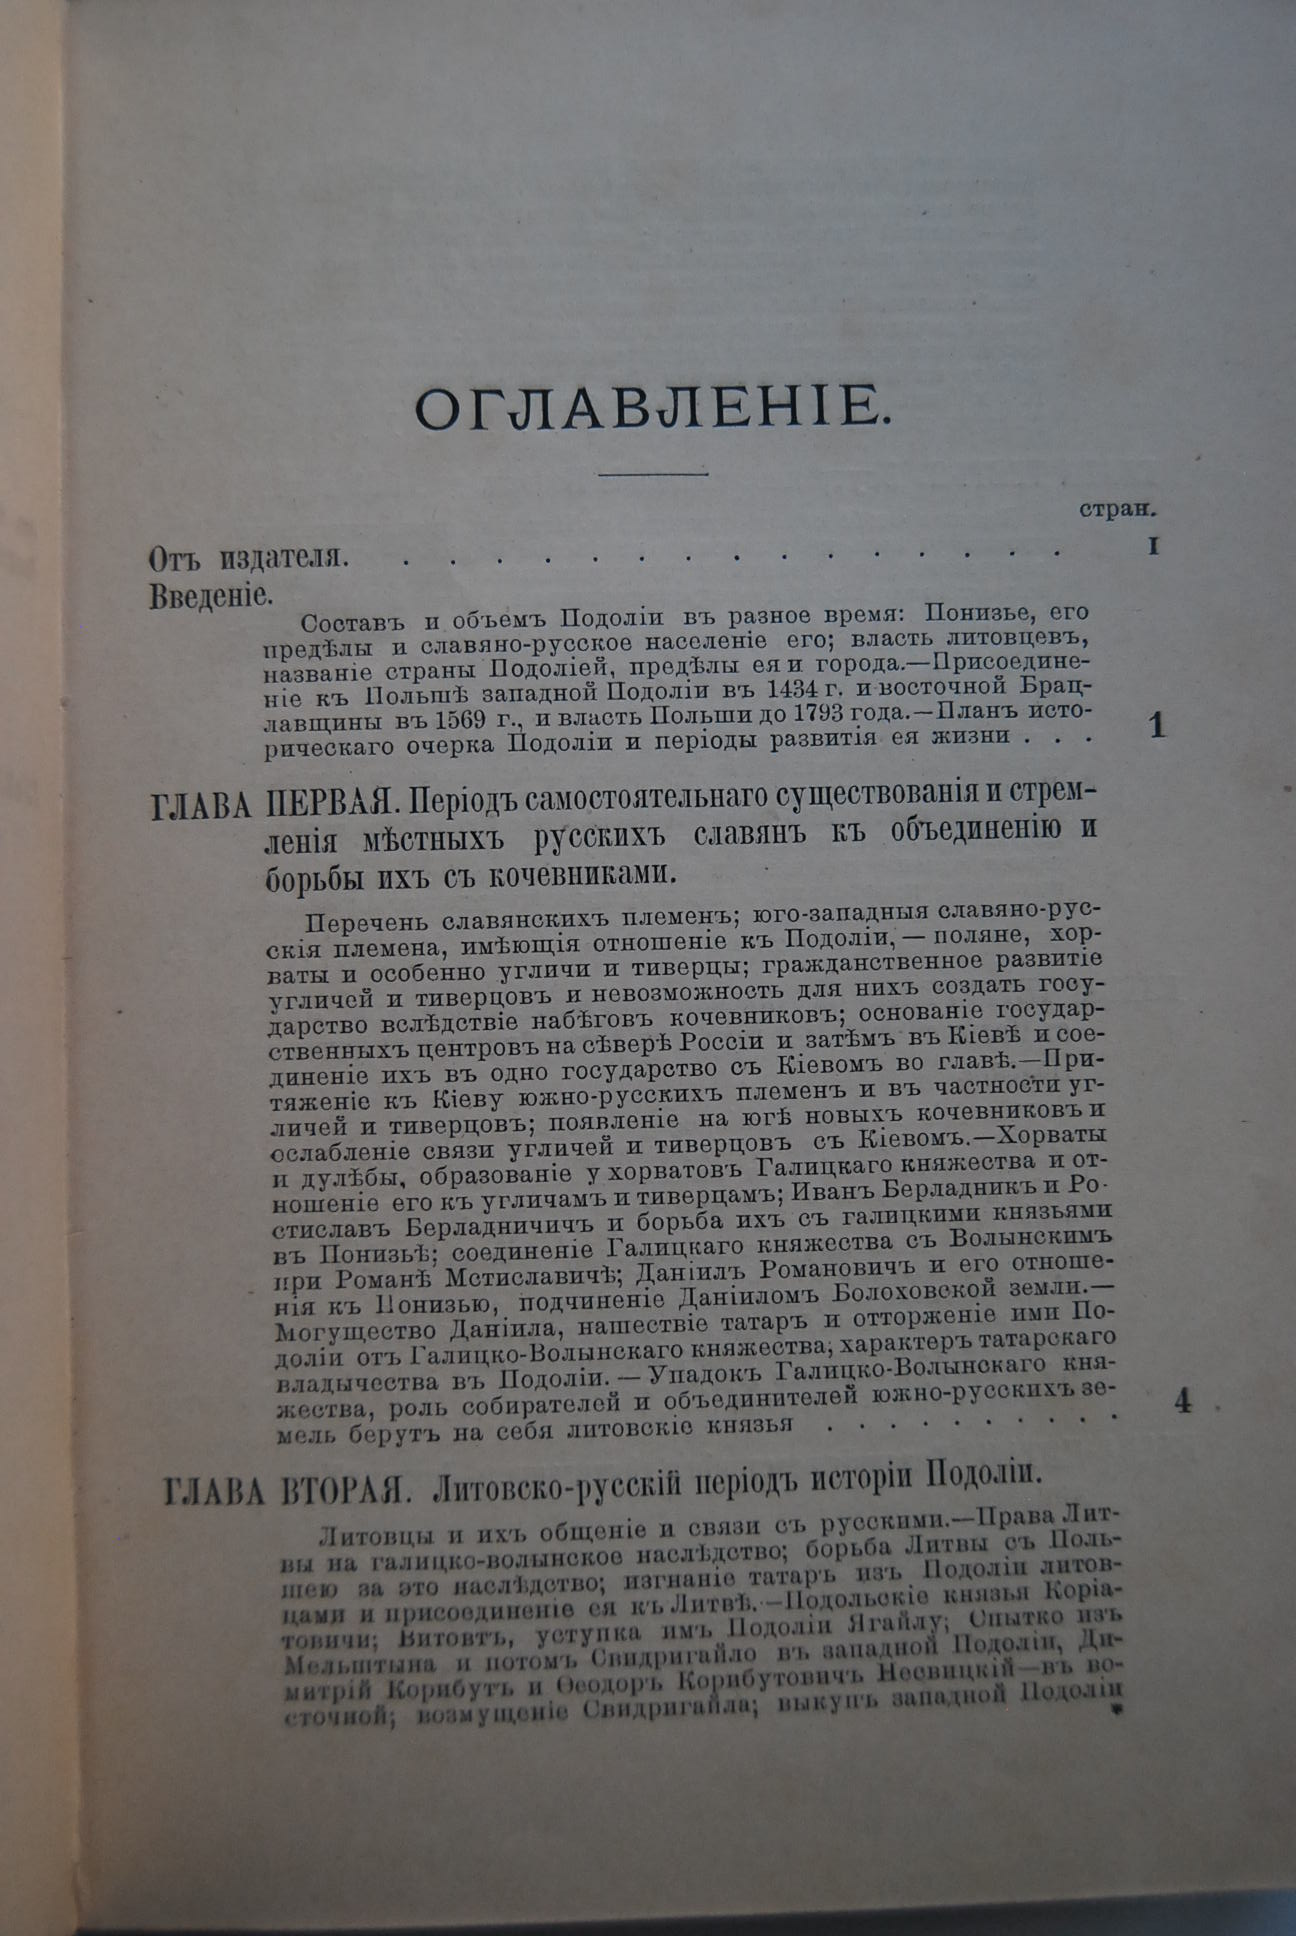 ОГЛАВЛЕНІЕ.
стран.
Отъ издателя. . . . . . . . . . . . . . . . I
Введеніе.
Составъ и объемъ Подоліи въ разное время: Понизье, его
предѣлы и славяно-русское населеніе его; власть литовцевъ,
названіе страны Подоліей, предѣлы ея и города.—Присоедине-
ніе къ Польшѣ западной Подоліи въ 1434 г. и восточной Брац-
лавщины въ 1569 г., и власть Польши до 1793 года.—Планъ исто-
рическаго очерка Подоліи и періоды развитія ея жизни . . . 1
ГЛАВА ПЕРВАЯ. Періодъ самостоятельнаго существованія и стрем-
ленія мѣстныхъ русскихъ славянъ къ объединенію и
борьбы ихъ съ кочевниками.
Перечень славянскихъ племенъ; юго-западныя славяно-рус-
скія племена, имѣющія отношеніе къ Подоліи, — поляне, хор-
ваты и особенно угличи и тиверцы; гражданственное развитіе
угличей и тиверцовъ и невозможность для нихъ создать госу-
дарство вслѣдствіе набѣговъ кочевниковъ; основаніе государ-
ственныхъ центровъ на сѣверѣ Россіи и затѣмъ въ Кіевѣ и сое-
диненіе ихъ въ одно государство съ Кіевомъ во главѣ.—При-
тяженіе къ Кіеву южно-русскихъ племенъ и въ частности уг-
личей и тиверцовъ; появленіе на югѣ новыхъ кочевниковъ и
ослабленіе связи угличей и тиверцовъ съ Кіевомъ.—Хорваты
и дулѣбы, образованіе у хорватовъ Галицкаго княжества и от-
ношеніе его къ угличамъ и тиверцамъ; Иванъ Берладникъ и Ро-
стиславъ Берладничичъ и борьба ихъ съ галицкими князьями
въ Понизьѣ; соединеніе Галицкаго княжества съ Волынскимъ
при Романѣ Мстиславичѣ; Даніилъ Романовичъ и его отноше-
нія къ Понизью, подчиненіе Даніиломъ Болоховской земли.—
Могущество Даніила, нашествіе татаръ и отторженіе ими По-
доліи отъ Галицко-Волынскаго княжества; характеръ татарскаго
владычества въ Подоліи. — Упадокъ Галицко-Волынскаго кня-
жества, роль собирателей и объединителей южно-русскихъ зе-
мель берутъ на себя литовскіе князья . . . . . . . . . . 4
ГЛАВА ВТОРАЯ. Литовско-русскій періодъ исторіи Подоліи.
Литовцы и ихъ общеніе и связи съ русскими.—Права Лит-
вы на галицко-волынское наслѣдство; борьба Литвы съ Поль-
шею за это наслѣдство; изгнаніе татаръ изъ Подоліи литов-
цами и присоединеніе ея къ Литвѣ.—Подольскіе князья Коріа-
товичи; Витовтъ, уступка имъ Подоліи Ягайлу; Спытко изъ
Мельштына и потомъ Свидригайло въ западной Подоліи, Ди-
митрій Корибутъ и Ѳеодоръ Корибутовичъ Несвицкій—въ во-
сточной; возмущеніе Свидригайла; выкупъ западной Подоліи
*